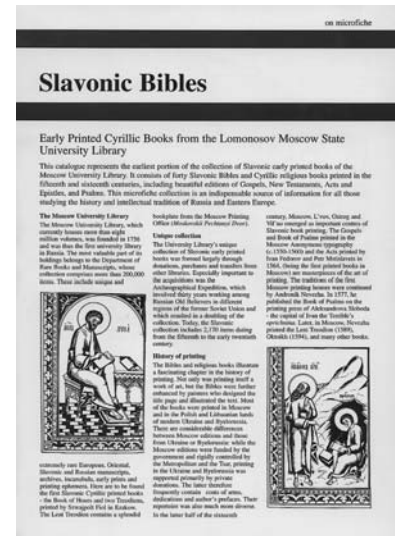 on microfiche
Slavonic Bibles
Early Printed Cyrillic Books from the Lomonosov Moscow State
University Library
This catalogue represents the earliest portion of the collection of Slavonic early printed books of the
Moscow University Library. It consists of forty Slavonic Bibles and Cyrillic religious books printed in the
fifteenth and sixteenth centuries, including beautiful editions of Gospels, New Testaments, Acts and
Epistles, and Psalms. This microfiche collection is an indispensable source of information for all those
studying the history and intellectual tradition of Russia and Eastern Europe.
The Moscow University Library
The Moscow University Library, which
currently houses more than eight
million volumes, was founded in 1756
and was thus the first university library
in Russia. The most valuable part of its
holdings belongs to the Department of
Rare Books and Manuscripts, whose
collection comprises more than 200,000
items. These include unique and
extremely rare European, Oriental,
Slavonic and Russian manuscripts,
archives, incunabula, early prints and
printing ephemera. Here are to be found
the first Slavonic Cyrillic printed books
- the Book of Hours and two Triodions,
printed by Szwajpolt Fiol in Krakow.
The Lent Triodion contains a splendid
bookplate from the Moscow Printing
Office (Moskovskii Pechatnyi Dvor).
Unique collection
The University Library's unique
collection of Slavonic early printed
books was formed largely through
donations, purchases and transfers from
other libraries. Especially important to
the acquisitions was the
Archaeographical Expedition, which
involved thirty years working among
Russian Old Believers in different
regions of the former Soviet Union and
which resulted in a doubling of the
collection. Today, the Slavonic
collection includes 2,150 items dating
from the fifteenth to the early twentieth
century.
History of printing
The Bibles and religious books illustrate
a fascinating chapter in the history of
printing. Not only was printing itself a
work of art, but the Bibles were further
enhanced by painters who designed the
title page and illustrated the text. Most
of the books were printed in Moscow
and in the Polish and Lithuanian lands
of modern Ukraine and Byelorussia.
There are considerable differences
between Moscow editions and those
from Ukraine or Byelorussia: while the
Moscow editions were funded by the
government and rigidly controlled by
the Metropolitan and the Tsar, printing
in the Ukraine and Byelorussia was
supported primarily by private
donations. The latter therefore
frequently contain coats of arms,
dedications and author's prefaces. Their
repertoire was also much more diverse.
In the latter half of the sixteenth
century, Moscow, L'vov, Ostrog and
Vil'no emerged as important centers of
Slavonic book printing. The Gospels
and Book of Psalms printed in the
Moscow Anonymous typography
(c.1550-1560) and the Acts printed by
Ivan Fedorov and Petr Mstislavets in
1564, (being the first printed books in
Moscow) are masterpieces of the art of
printing. The traditions of the first
Moscow printing houses were continued
by Andronik Nevezha. In 1577, he
published the Book of Psalms on the
printing press of Aleksandrova Sloboda
- the capital of Ivan the Terrible's
oprichnina. Later, in Moscow, Nevezha
printed the Lent Triodion (1589),
Oktoikh (1594), and many other books.